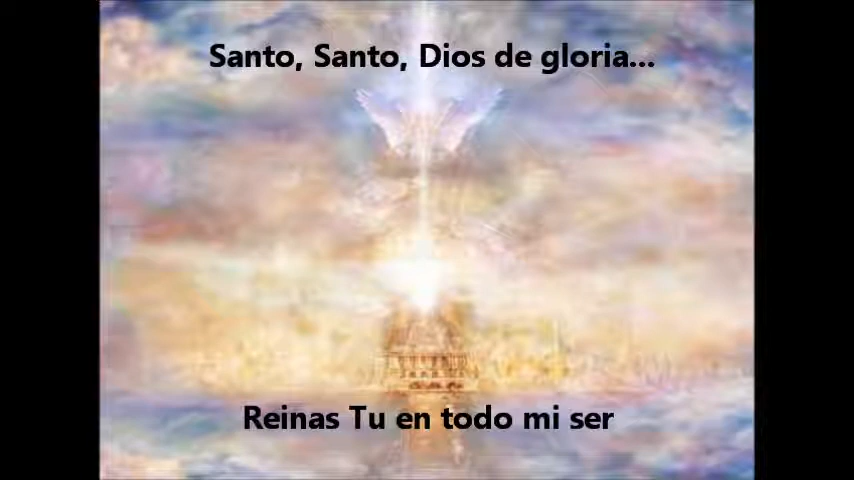 Santo, Santo, Dios de gloria...
Reinas Tu en todo mi ser